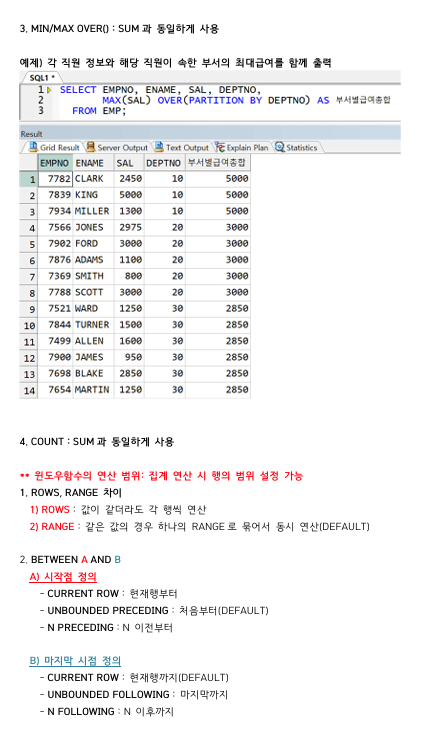 3. MIN/MAX OVER() : SUM 과 동일하게 사용
예제) 각 직원 정보와 해당 직원이 속한 부서의 최대급여를 함께 출력
SQL1 *
1 SELECT EMPNO, ENAME, SAL, DEPTNO,
2 MAX(SAL) OVER(PARTITION BY DEPTNO) AS 부서별급여총합
3 FROM EMP;
Result
Grid Result Server Output Text Output Explain Plan Statistics
EMPNO ENAME SAL DEPTNO 부서별급여총합
1 7782 CLARK 2450 10 5000
2 7839 KING 5000 10 5000
3 7934 MILLER 1300 10 5000
4 7566 JONES 2975 20 3000
5 7902 FORD 3000 20 3000
6 7876 ADAMS 1100 20 3000
7 7369 SMITH 800 20 3000
8 7788 SCOTT 3000 20 3000
9 7521 WARD 1250 30 2850
10 7844 TURNER 1500 30 2850
11 7499 ALLEN 1600 30 2850
12 7900 JAMES 950 30 2850
13 7698 BLAKE 2850 30 2850
14 7654 MARTIN 1250 30 2850
4. COUNT : SUM 과 동일하게 사용
** 윈도우함수의 연산 범위: 집계 연산 시 행의 범위 설정 가능
1. ROWS, RANGE 차이
1) ROWS : 값이 같더라도 각 행씩 연산
2) RANGE : 같은 값의 경우 하나의 RANGE 로 묶어서 동시 연산(DEFAULT)
2. BETWEEN A AND B
A) 시작점 정의
- CURRENT ROW : 현재행부터
- UNBOUNDED PRECEDING : 처음부터(DEFAULT)
- N PRECEDING : N 이전부터
B) 마지막 시점 정의
- CURRENT ROW : 현재행까지(DEFAULT)
- UNBOUNDED FOLLOWING : 마지막까지
- N FOLLOWING : N 이후까지